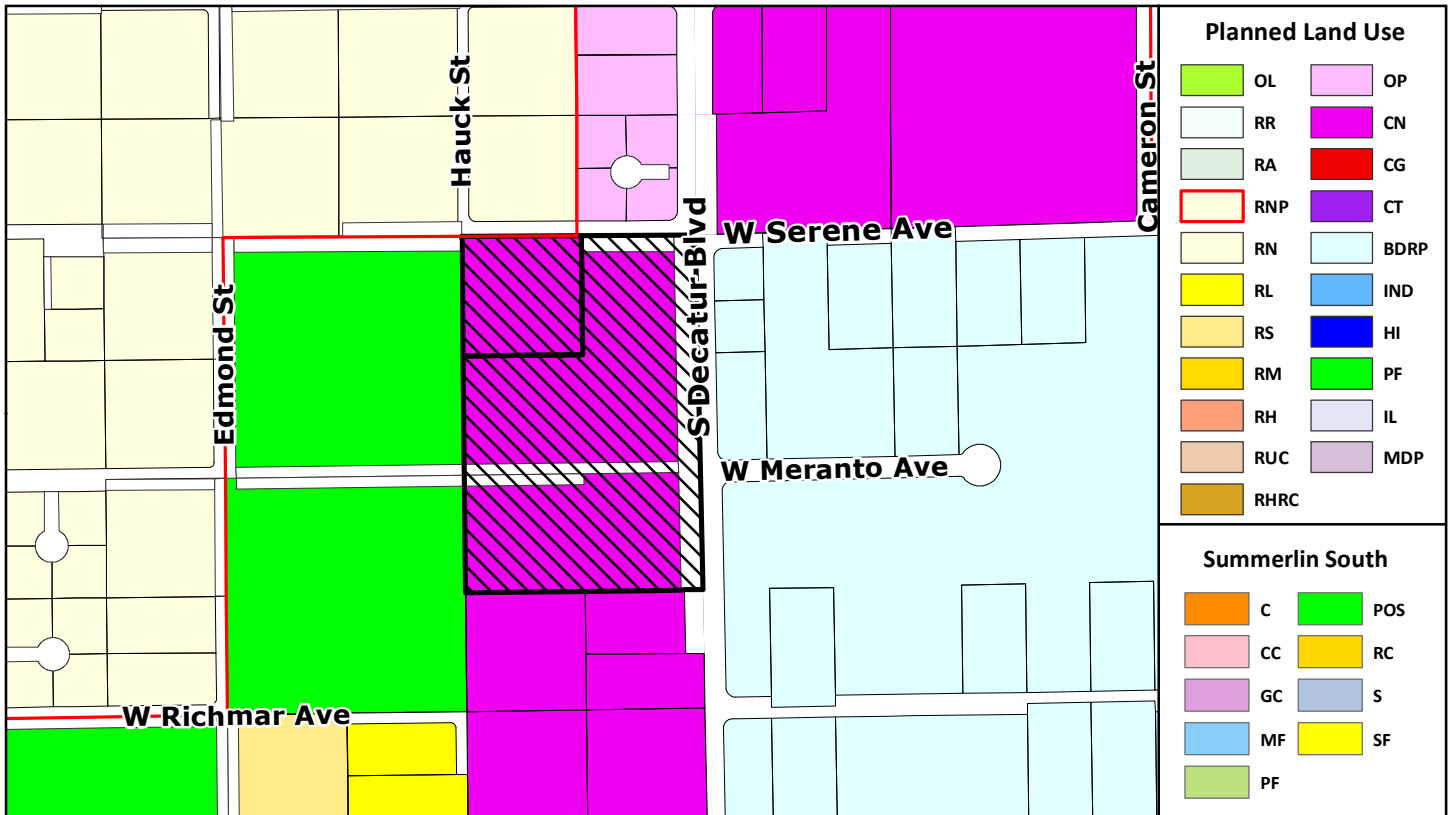 Hauck St
Cameron St
S Decatur Blvd
W Serene Ave
Edmond St
W Meranto Ave
W Richmar Ave
Planned Land Use
OL OP
RR CN
RA CG
RNP CT
RN BDRP
RL IND
RS HI
RM PF
RH IL
RUC MDP
RHRC
Summerlin South
C POS
CC RC
GC S
MF SF
PF